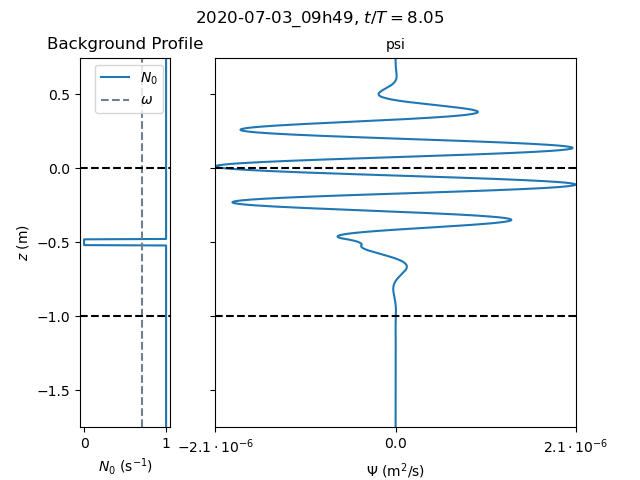 2020-07-03_09h49, t/T = 8.05
Background Profile
psi
N₀
ω
0.5
0.0
−0.5
−1.0
−1.5
z (m)
0
1
−2.1 · 10⁻⁶
0.0
2.1 · 10⁻⁶
N₀ (s⁻¹)
Ψ (m²/s)